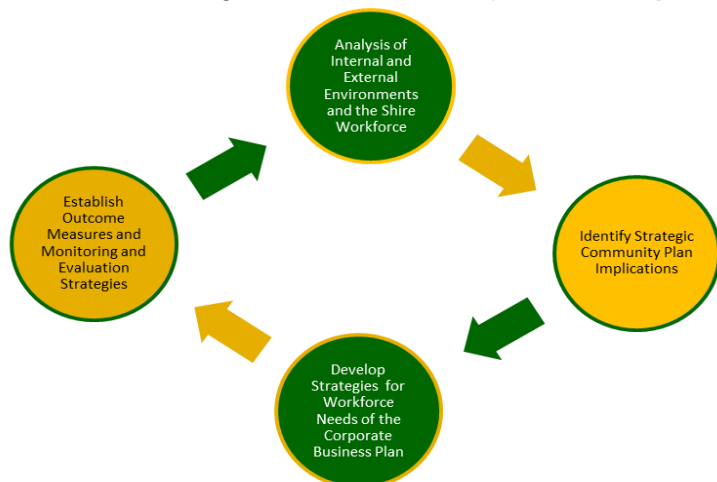 Analysis of
Internal and
External
Environments
and the Shire
Workforce
Identify Strategic
Community Plan
Implications
Develop
Strategies for
Workforce
Needs of the
Corporate
Business Plan
Establish
Outcome
Measures and
Monitoring and
Evaluation
Strategies